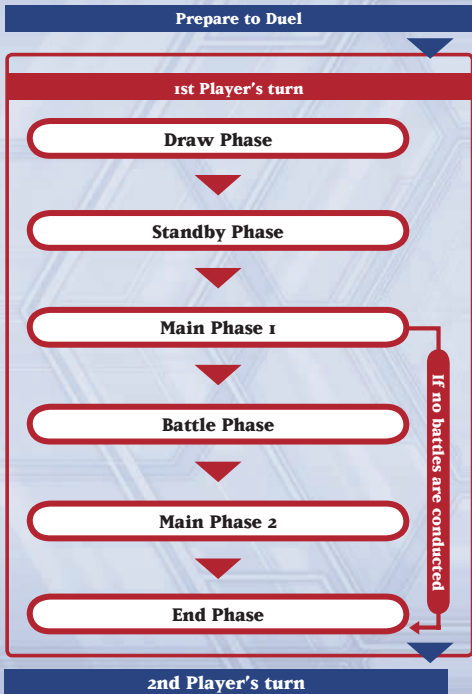 Prepare to Duel
1st Player's turn
Draw Phase
Standby Phase
Main Phase 1
Battle Phase
Main Phase 2
End Phase
If no battles are conducted
2nd Player's turn